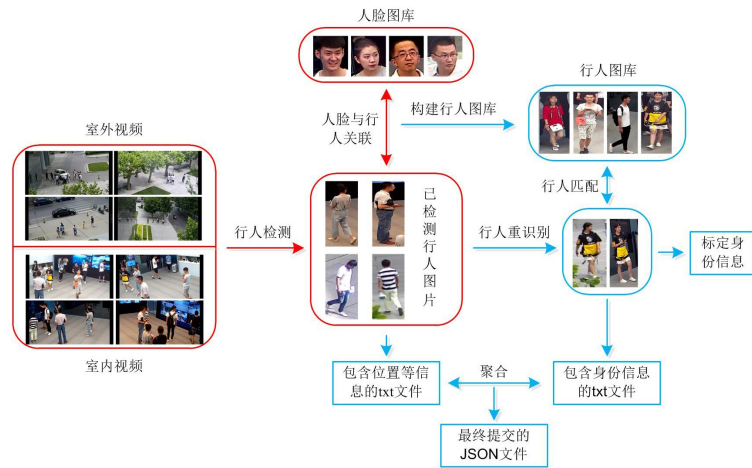 人脸图库
行人图库
室外视频
人脸与行
人关联
构建行人图库
行人检测
已检测行人图片
行人重识别
行人匹配
标定身
份信息
室内视频
包含位置等信
息的txt文件
聚合
包含身份信息
的txt文件
最终提交的
JSON文件